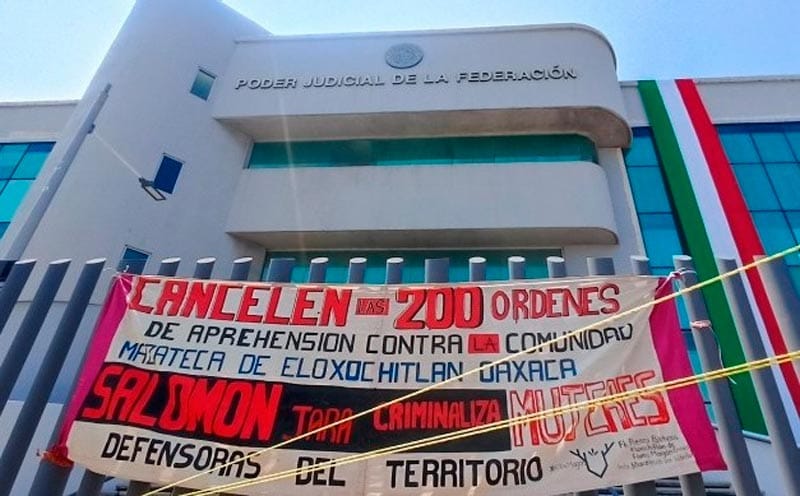 PODER JUDICIAL DE LA FEDERACIÓN
CANCELEN LAS 200 ORDENES
DE APREHENSION CONTRA LA COMUNIDAD
MAZATECA DE ELOXOCHITLAN OAXACA
SALOMON JARA CRIMINALIZA MUJERES
DEFENSORAS DEL TERRITORIO